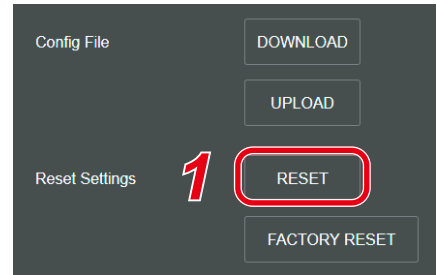 Config File DOWNLOAD
UPLOAD
Reset Settings 1 RESET
FACTORY RESET